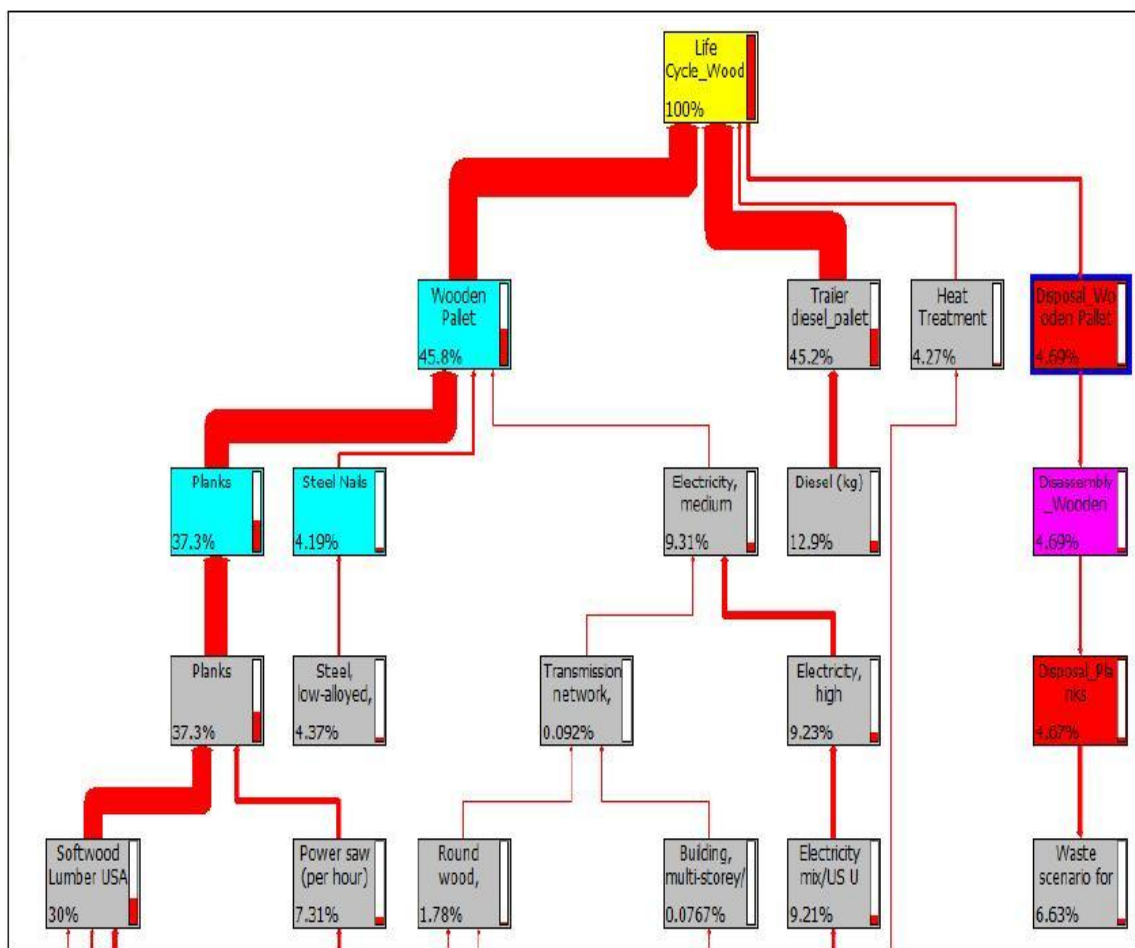 Life
Cycle_Wood
100%
Wooden
Pallet
45.8%
Trailer
diesel_palet
45.2%
Heat
Treatment
4.27%
Disposal_Wo
oden Pallet
4.69%
Planks
37.3%
Steel Nails
4.19%
Electricity,
medium
9.31%
Diesel (kg)
12.9%
Disassembly
_Wooden
4.69%
Planks
37.3%
Steel,
low-alloyed,
4.37%
Transmission
network,
0.092%
Electricity,
high
9.23%
Disposal_Pla
nks
4.67%
Softwood
Lumber USA
30%
Power saw
(per hour)
7.31%
Round
wood,
1.78%
Building,
multi-storey/
0.0767%
Electricity
mix/US U
9.21%
Waste
scenario for
6.63%